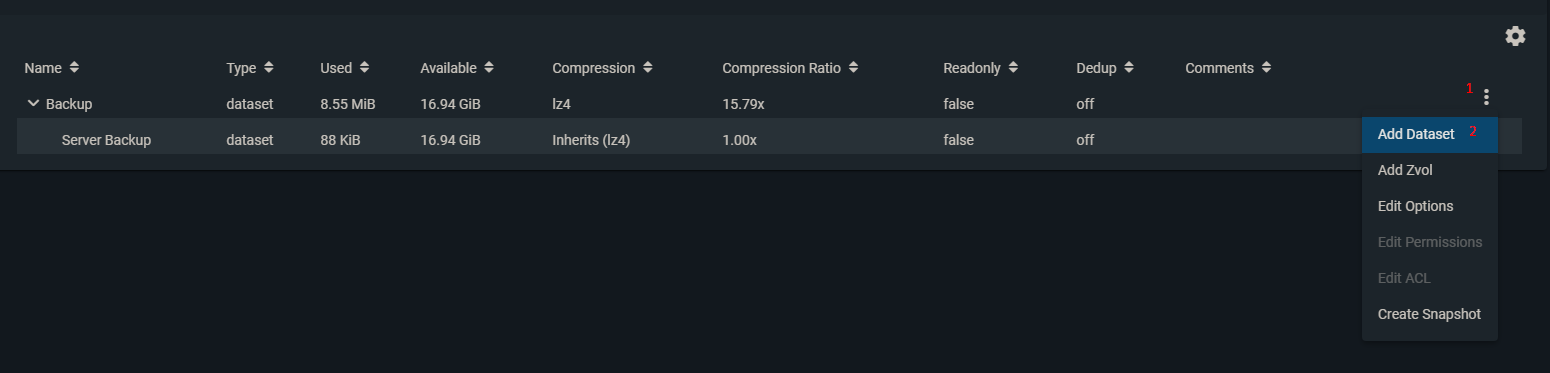 Name Type Used Available Compression Compression Ratio Readonly Dedup Comments
1
Backup dataset 8.55 MiB 16.94 GiB lz4 15.79x false off
Add Dataset 2
Server Backup dataset 88 KiB 16.94 GiB Inherits (lz4) 1.00x false off
Add Zvol
Edit Options
Edit Permissions
Edit ACL
Create Snapshot